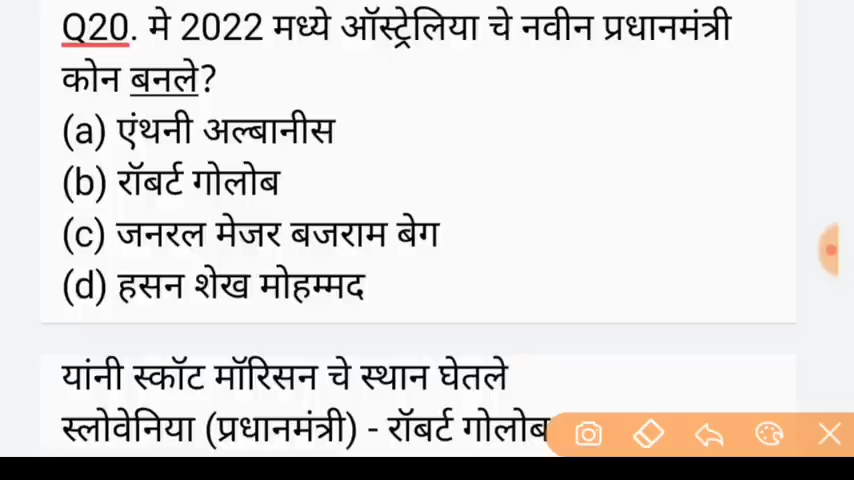 Q20. मे 2022 मध्ये ऑस्ट्रेलिया चे नवीन प्रधानमंत्री
कोन बनले?
(a) एंथनी अल्बानीस
(b) रॉबर्ट गोलोब
(c) जनरल मेजर बजराम बेग
(d) हसन शेख मोहम्मद
यांनी स्कॉट मॉरिसन चे स्थान घेतले
स्लोवेनिया (प्रधानमंत्री) - रॉबर्ट गोलोब